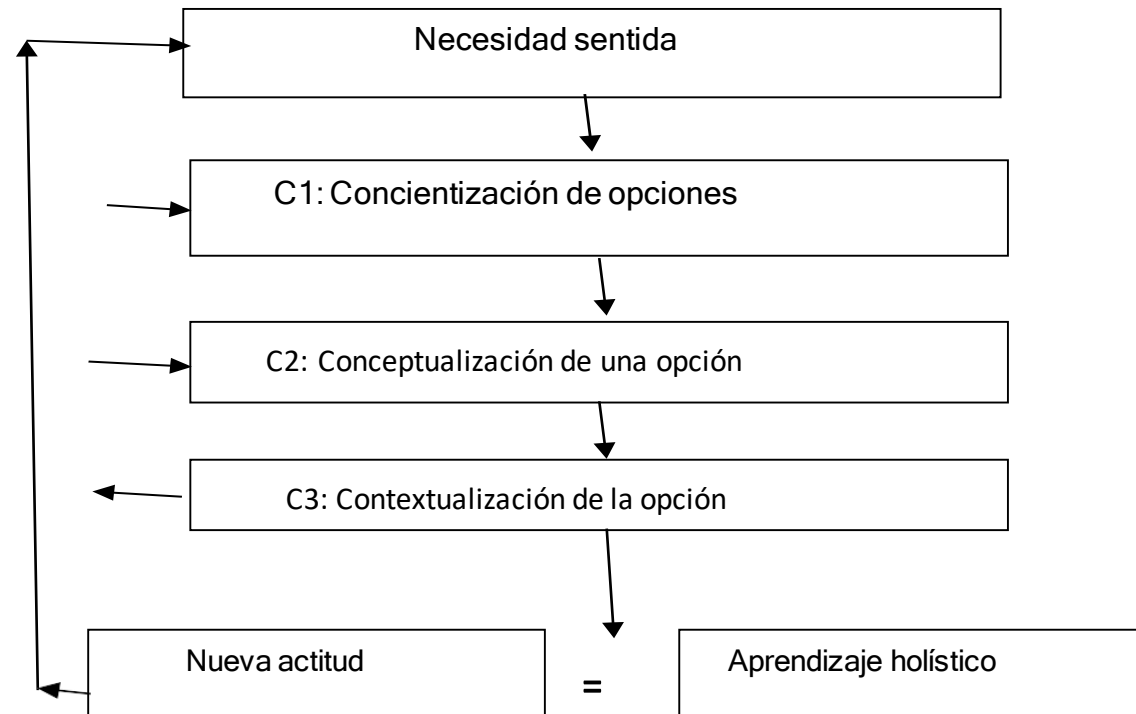 Necesidad sentida
C1: Concientización de opciones
C2: Conceptualización de una opción
C3: Contextualización de la opción
Nueva actitud = Aprendizaje holístico